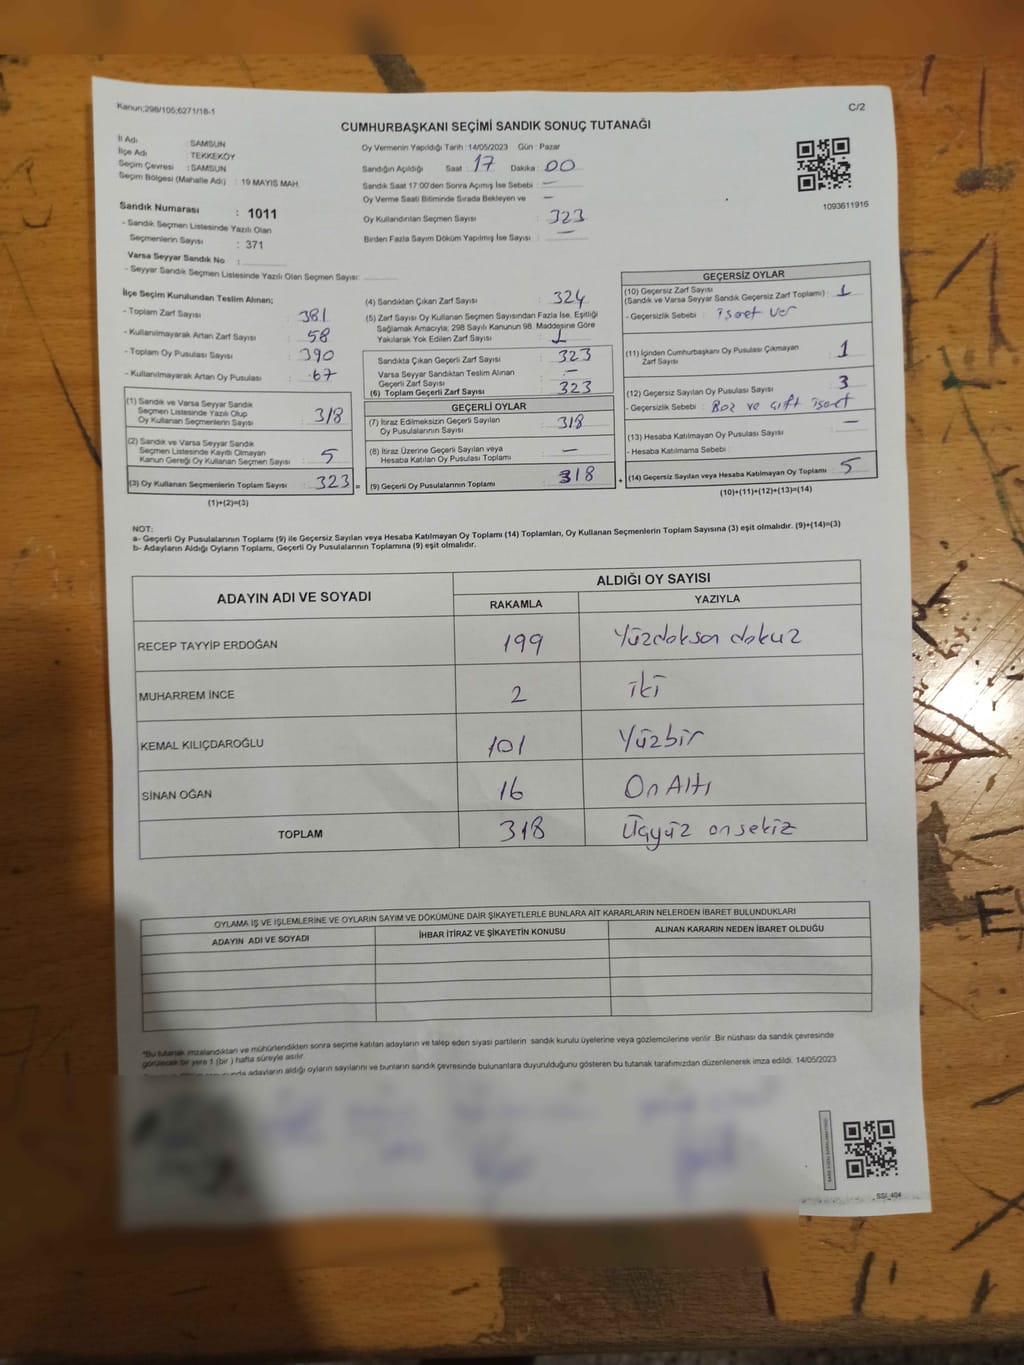 Kanun;298/105;6271/18-1
C/2
CUMHURBAŞKANI SEÇİMİ SANDIK SONUÇ TUTANAĞI
İl Adı : SAMSUN
İlçe Adı : TEKKEKÖY
Seçim Çevresi : SAMSUN
Seçim Bölgesi (Mahalle Adı) : 19 MAYIS MAH.
Oy Vermenin Yapıldığı Tarih : 14/05/2023 Gün : Pazar
Sandığın Açıldığı Saat : 17 Dakika : 00
Sandık Saat 17:00'den Sonra Açımış İse Sebebi : —
Oy Verme Saati Bitiminde Sırada Bekleyen ve —
Oy Kullandırılan Seçmen Sayısı : 323
Birden Fazla Sayım Döküm Yapılmış İse Sayısı : —
1093611916
Sandık Numarası : 1011
- Sandık Seçmen Listesinde Yazılı Olan
Seçmenlerin Sayısı : 371
Varsa Seyyar Sandık No :
- Seyyar Sandık Seçmen Listesinde Yazılı Olan Seçmen Sayısı:
İlçe Seçim Kurulundan Teslim Alınan;
- Toplam Zarf Sayısı : 381
- Kullanılmayarak Artan Zarf Sayısı : 58
- Toplam Oy Pusulası Sayısı : 390
- Kullanılmayarak Artan Oy Pusulası : 67
(1) Sandık ve Varsa Seyyar Sandık
Seçmen Listesinde Yazılı Olup
Oy Kullanan Seçmenlerin Sayısı : 318
(2) Sandık ve Varsa Seyyar Sandık
Seçmen Listesinde Kayıtlı Olmayan
Kanun Gereği Oy Kullanan Seçmen Sayısı : 5
(3) Oy Kullanan Seçmenlerin Toplam Sayısı : 323 =
(1)+(2)=(3)
(4) Sandıktan Çıkan Zarf Sayısı : 324
(5) Zarf Sayısı Oy Kullanan Seçmen Sayısından Fazla İse, Eşitliği
Sağlamak Amacıyla; 298 Sayılı Kanunun 98. Maddesine Göre
Yakılarak Yok Edilen Zarf Sayısı : 1
Sandıkta Çıkan Geçerli Zarf Sayısı : 323
Varsa Seyyar Sandıktan Teslim Alınan
Geçerli Zarf Sayısı : —
(6) Toplam Geçerli Zarf Sayısı : 323
GEÇERLİ OYLAR
(7) İtiraz Edilmeksizin Geçerli Sayılan
Oy Pusulalarının Sayısı : 318
(8) İtiraz Üzerine Geçerli Sayılan veya
Hesaba Katılan Oy Pusulası Toplamı : —
(9) Geçerli Oy Pusulalarının Toplamı : 318 +
GEÇERSİZ OYLAR
(10) Geçersiz Zarf Sayısı
(Sandık ve Varsa Seyyar Sandık Geçersiz Zarf Toplamı) : 1
- Geçersizlik Sebebi : işaret var
(11) İçinden Cumhurbaşkanı Oy Pusulası Çıkmayan
Zarf Sayısı 1
(12) Geçersiz Sayılan Oy Pusulası Sayısı : 3
- Geçersizlik Sebebi : Boz ve çift işaret
(13) Hesaba Katılmayan Oy Pusulası Sayısı : —
- Hesaba Katılmama Sebebi :
(14) Geçersiz Sayılan veya Hesaba Katılmayan Oy Toplamı : 5
(10)+(11)+(12)+(13)=(14)
NOT:
a- Geçerli Oy Pusulalarının Toplamı (9) ile Geçersiz Sayılan veya Hesaba Katılmayan Oy Toplamı (14) Toplamları, Oy Kullanan Seçmenlerin Toplam Sayısına (3) eşit olmalıdır. (9)+(14)=(3)
b- Adayların Aldığı Oyların Toplamı, Geçerli Oy Pusulalarının Toplamına (9) eşit olmalıdır.
ADAYIN ADI VE SOYADI
ALDIĞI OY SAYISI
RAKAMLA YAZIYLA
RECEP TAYYİP ERDOĞAN 199 Yüzdoksan dokuz
MUHARREM İNCE 2 iki
KEMAL KILIÇDAROĞLU 101 Yüzbir
SİNAN OĞAN 16 On Altı
TOPLAM 318 Üçyüz onsekiz
OYLAMA İŞ VE İŞLEMLERİNE VE OYLARIN SAYIM VE DÖKÜMÜNE DAİR ŞİKAYETLERLE BUNLARA AİT KARARLARIN NELERDEN İBARET BULUNDUKLARI
ADAYIN ADI VE SOYADI İHBAR İTİRAZ VE ŞİKAYETİN KONUSU ALINAN KARARIN NEDEN İBARET OLDUĞU
*Bu tutanak imzalandıktan ve mühürlendikten sonra seçime katılan adayların ve talep eden siyasi partilerin sandık kurulu üyelerine veya gözlemcilerine verilir. Bir nüshası da sandık çevresinde
görülecek bir yere 1 (bir ) hafta süreyle asılır.
adayların aldığı oyların sayılarını ve bunların sandık çevresinde bulunanlara duyurulduğunu gösteren bu tutanak tarafımızdan düzenlenerek imza edildi. 14/05/2023